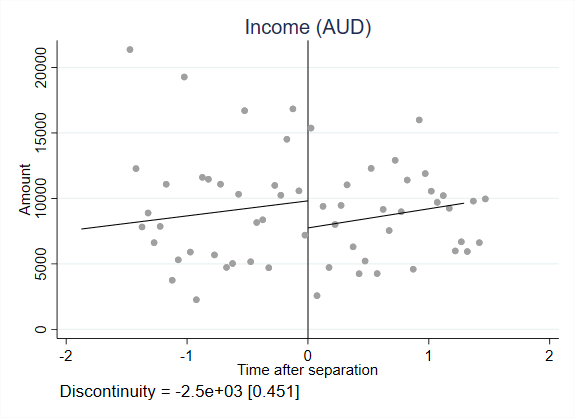 Income (AUD)
20000
15000
10000
5000
0
Amount
-2 -1 0 1 2
Time after separation
Discontinuity = -2.5e+03 [0.451]